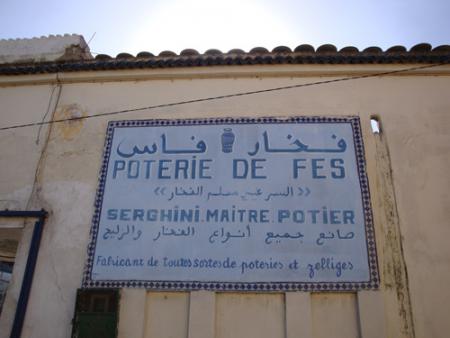 فخار فاس
POTERIE DE FES
«السرغيني معلم الفخار»
SERGHINI.MAITRE.POTIER
صانع جميع أنواع الفخار والزليج
Fabricant de toutes sortes de poteries et zelliges